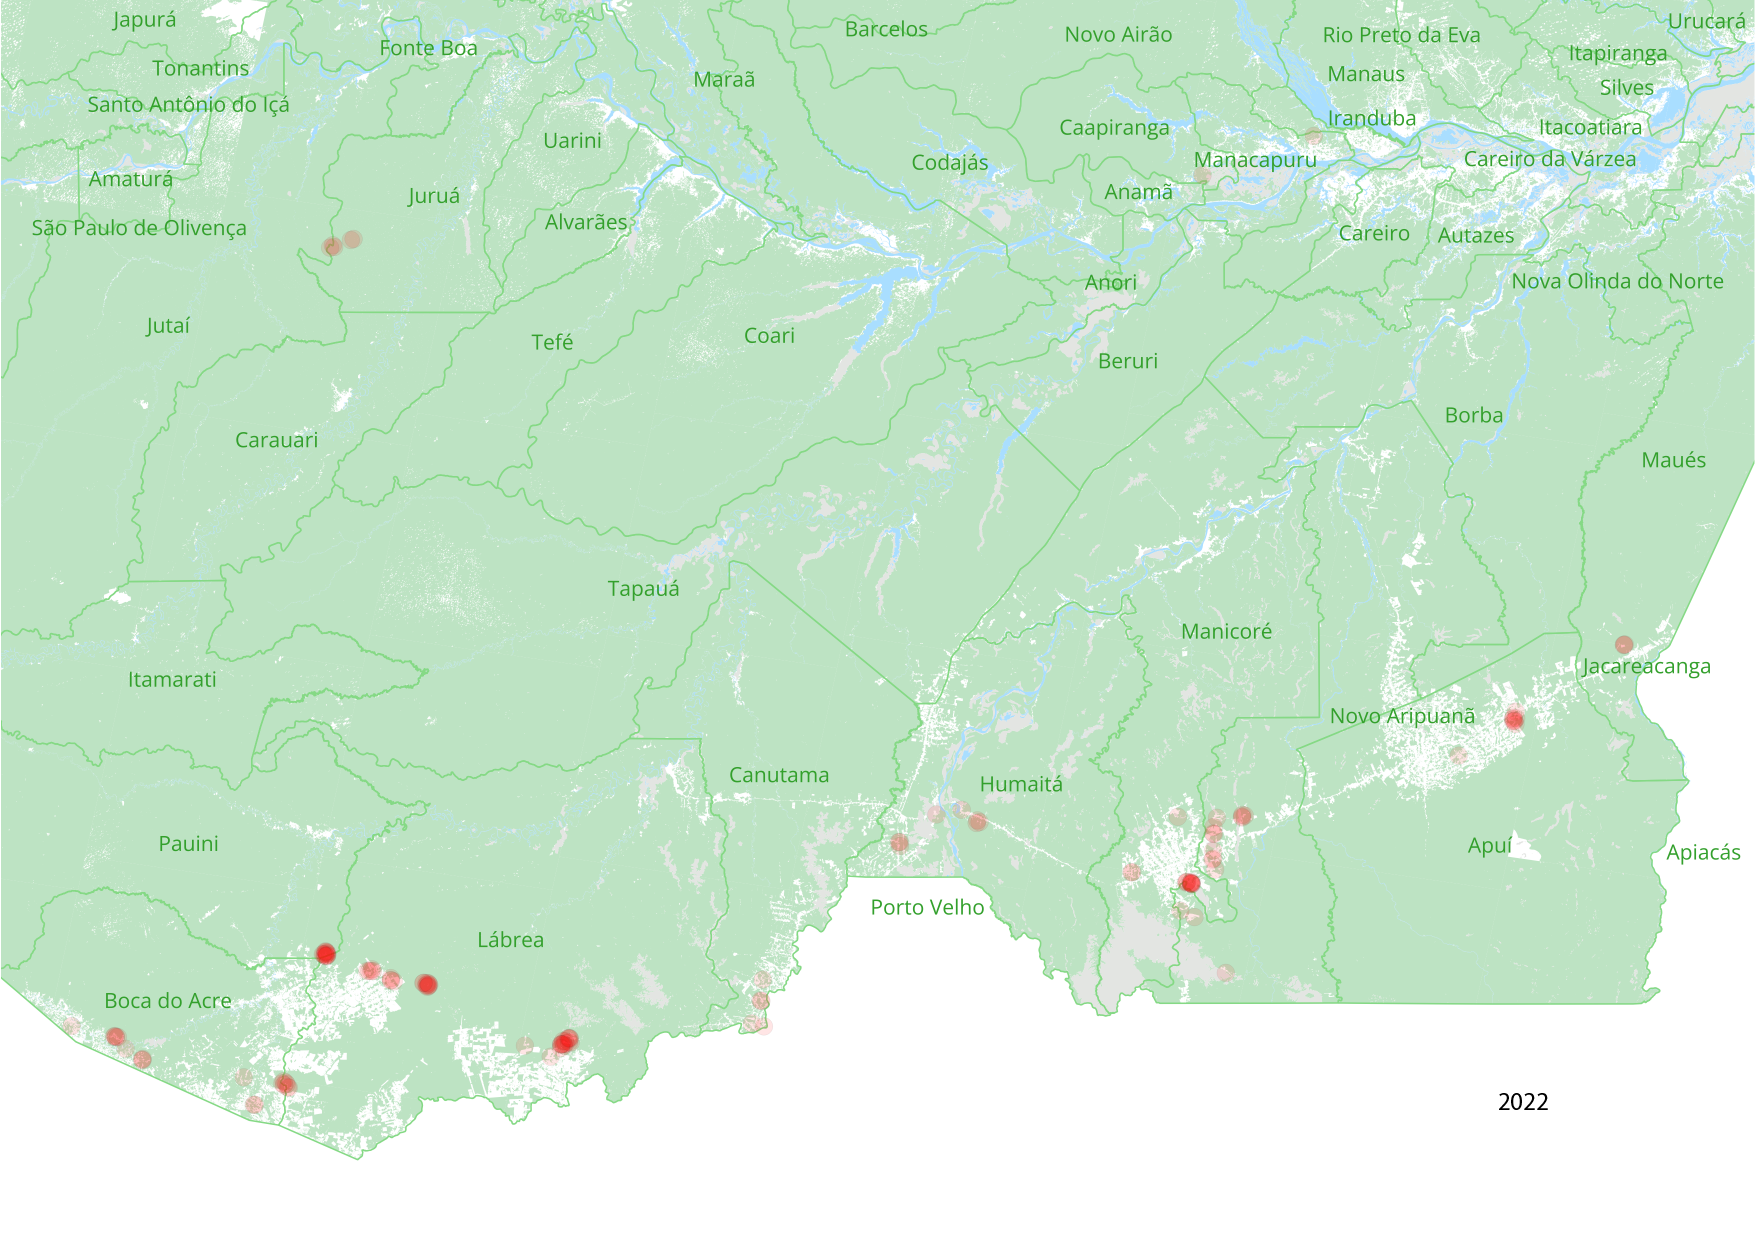 Japurá
Fonte Boa
Barcelos
Novo Airão
Rio Preto da Eva
Urucará
Tonantins
Maraã
Manaus
Itapiranga
Silves
Santo Antônio do Içá
Uarini
Caapiranga
Iranduba
Itacoatiara
Codajás
Manacapuru
Careiro da Várzea
Amaturá
Juruá
Anamã
São Paulo de Olivença
Alvarães
Careiro
Autazes
Anori
Nova Olinda do Norte
Jutaí
Tefé
Coari
Beruri
Borba
Carauari
Maués
Tapauá
Manicoré
Itamarati
Jacareacanga
Novo Aripuanã
Canutama
Humaitá
Pauini
Apuí
Apiacás
Porto Velho
Lábrea
Boca do Acre
2022